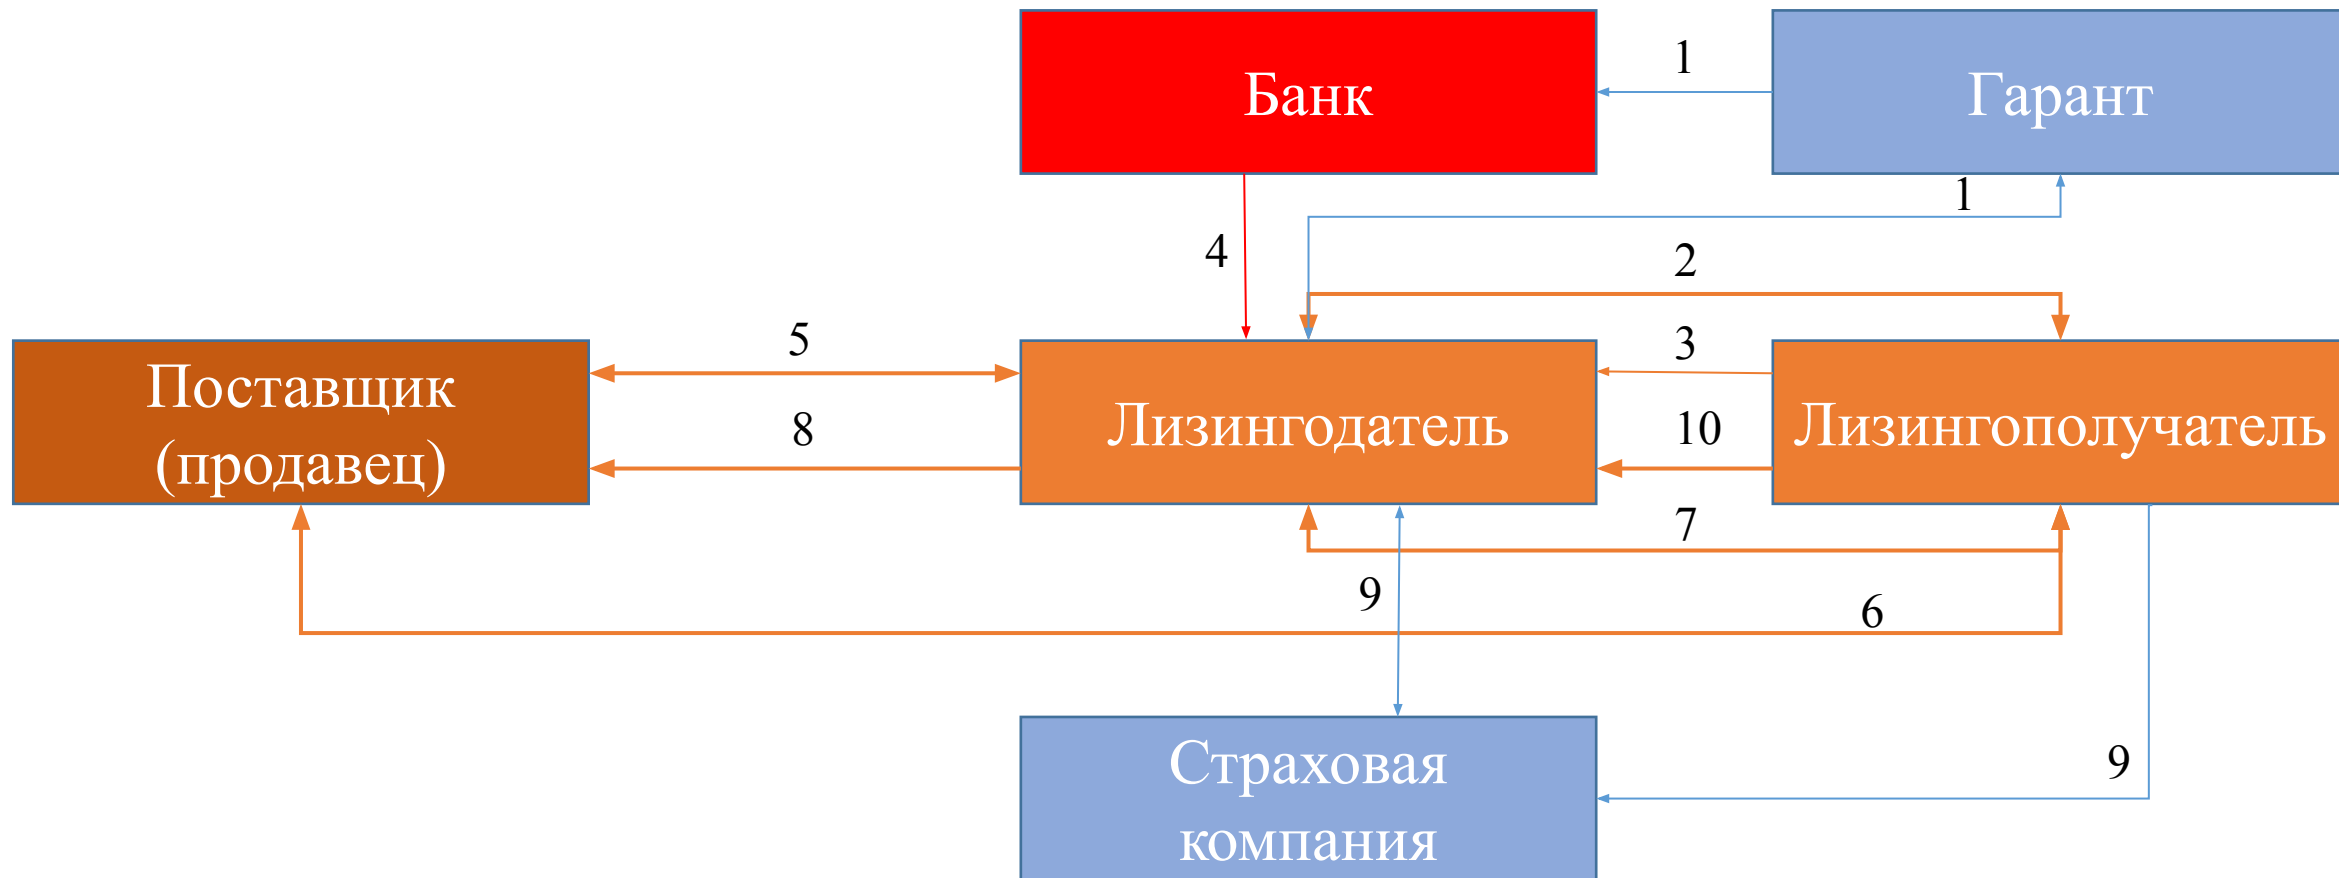 Банк
1
Гарант
1
4
2
5
3
Поставщик
(продавец)
8
Лизингодатель
10
Лизингополучатель
7
9
6
Страховая
компания
9